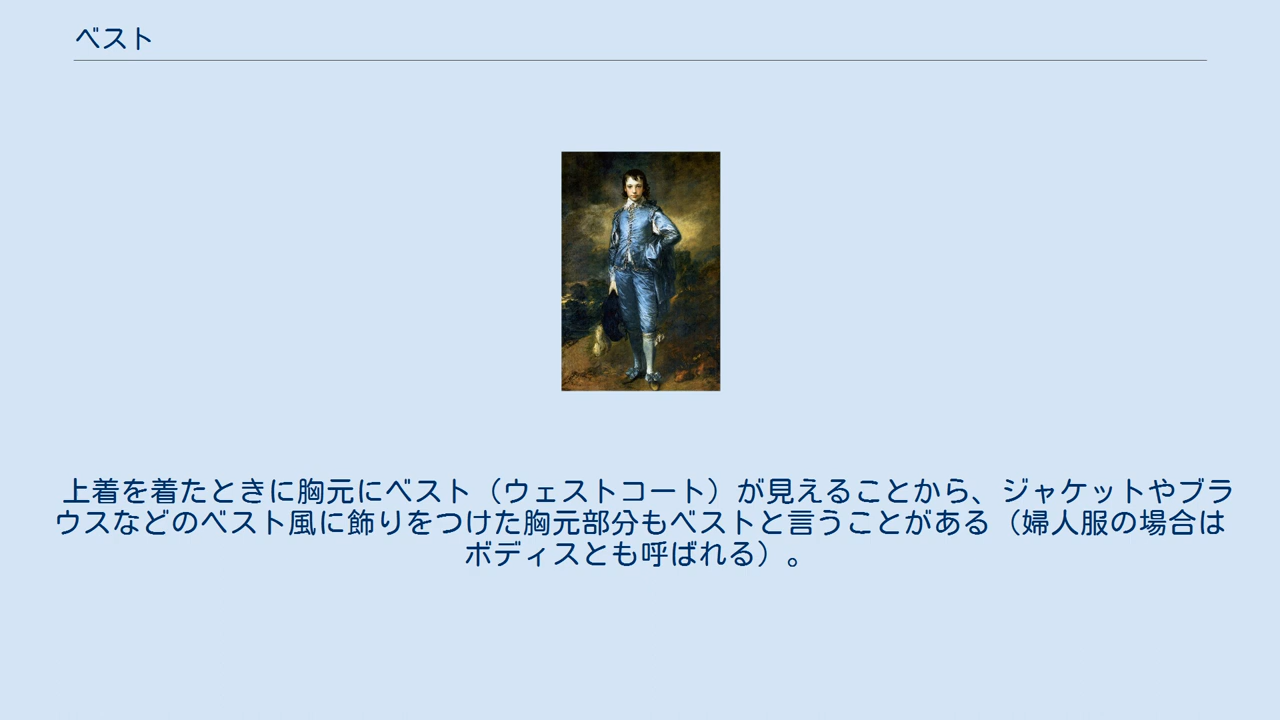 ベスト
上着を着たときに胸元にベスト（ウェストコート）が見えることから、ジャケットやブラ
ウスなどのベスト風に飾りをつけた胸元部分もベストと言うことがある（婦人服の場合は
ボディスとも呼ばれる）。